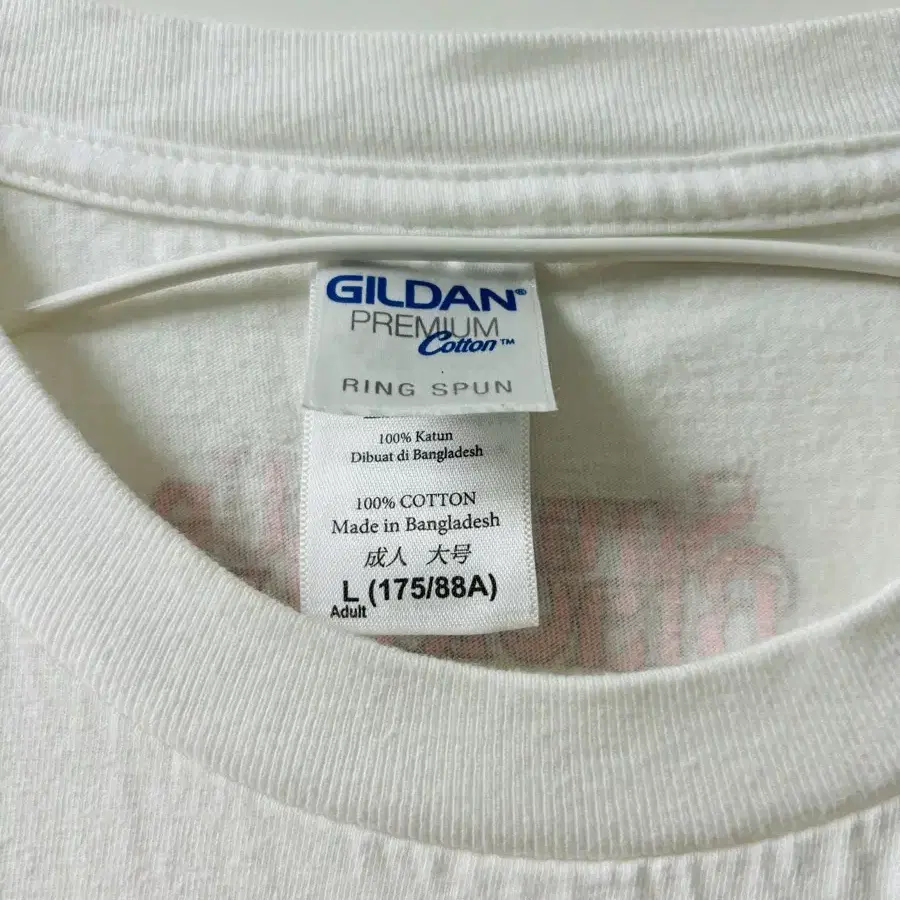 GILDAN®
PREMIUM
Cotton™
RING SPUN
100% Katun
Dibuat di Bangladesh
100% COTTON
Made in Bangladesh
成人 大号
L (175/88A)
Adult